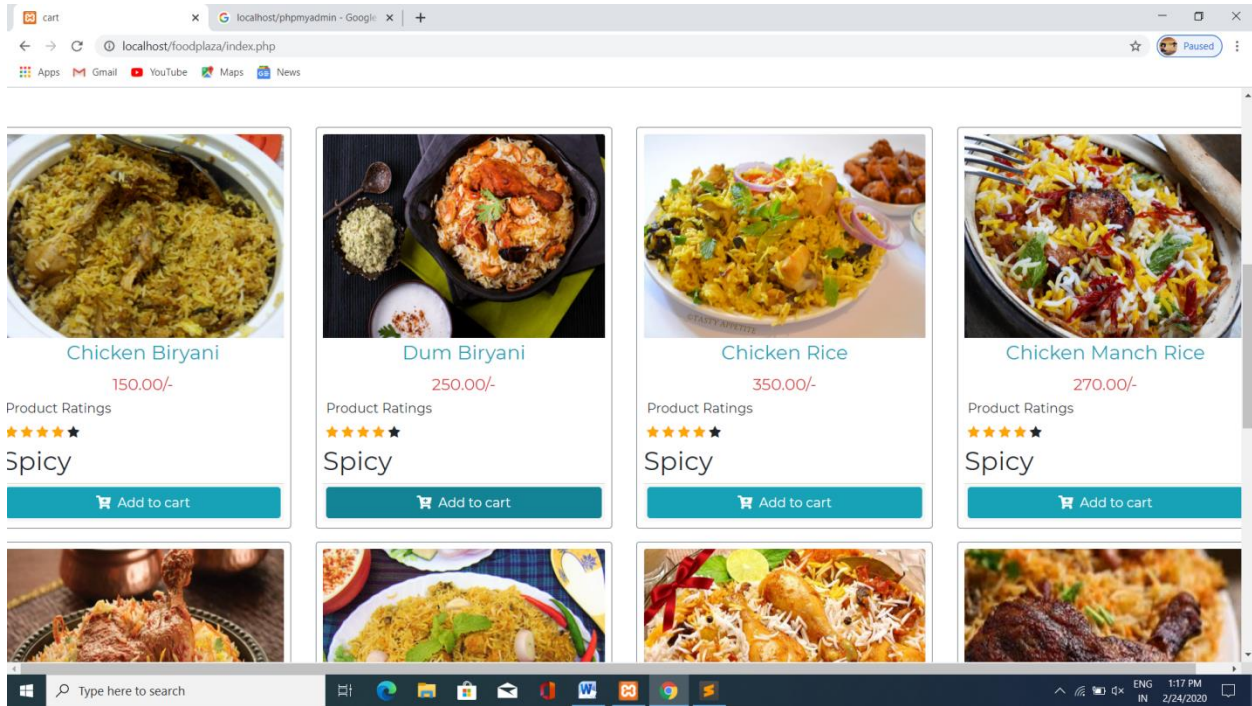 cart
localhost/phpmyadmin - Google
localhost/foodplaza/index.php
Paused
Apps
Gmail
YouTube
Maps
GB
News
©TASTY APPETITE
Chicken Biryani
Dum Biryani
Chicken Rice
Chicken Manch Rice
150.00/-
250.00/-
350.00/-
270.00/-
Product Ratings
Product Ratings
Product Ratings
Product Ratings
Spicy
Spicy
Spicy
Spicy
Add to cart
Add to cart
Add to cart
Add to cart
Type here to search
ENG
IN
1:17 PM
2/24/2020